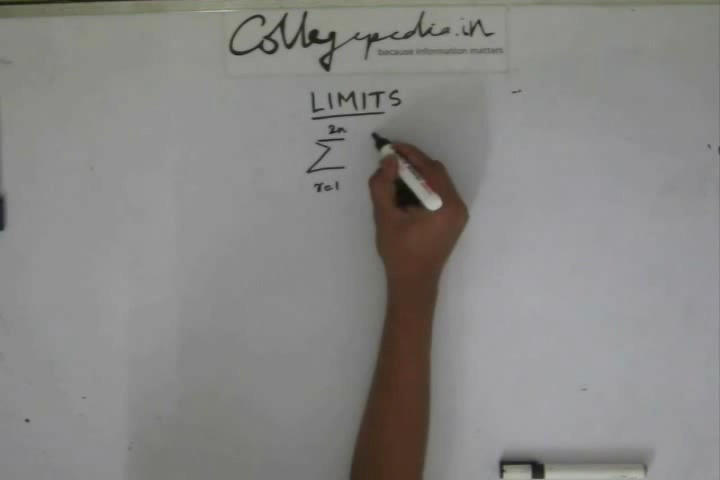 Collegepedia.in
because information matters
LIMITS
2n
∑
r=1